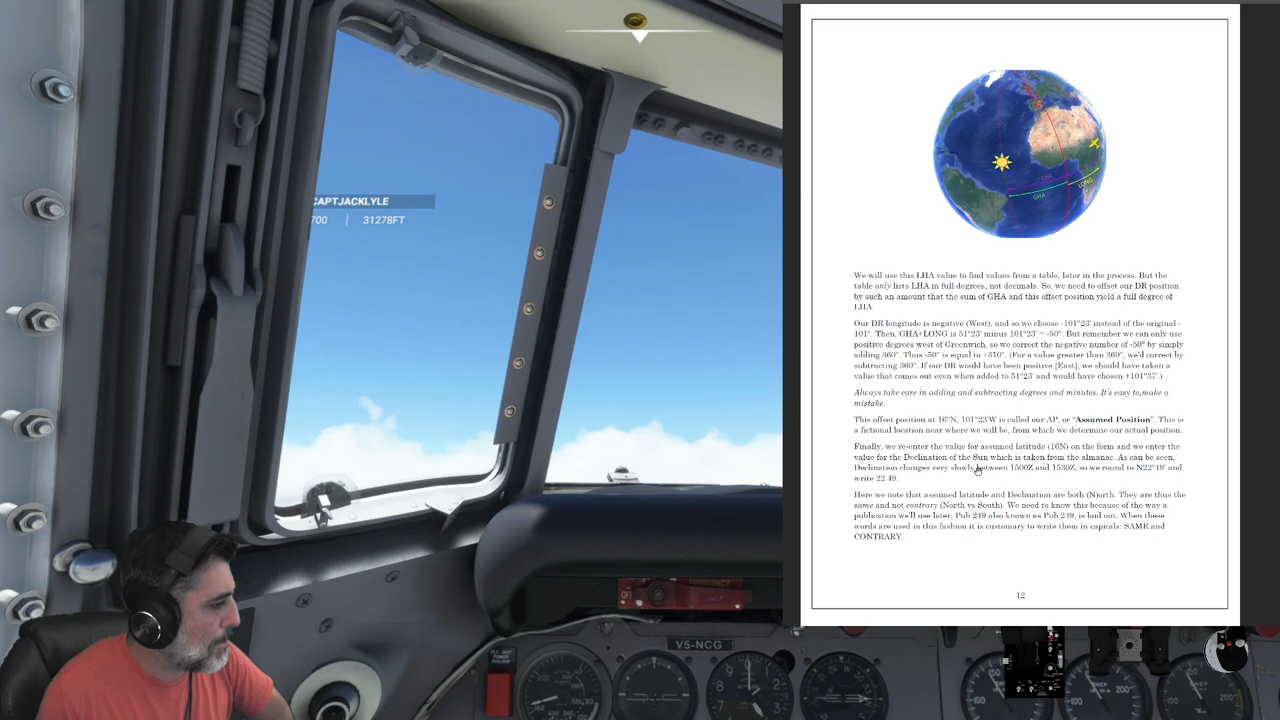 CAPTJACKLYLE
700 | 31278FT
GHA
LONG
We will use this LHA value to find values from a table, later in the process. But the
table only lists LHA in full degrees, not decimals. So, we need to offset our DR position
by such an amount that the sum of GHA and this offset position yield a full degree of
LHA.
Our DR longitude is negative (West), and so we choose -101°23' instead of the original -
101°. Then, GHA+LONG is 51°23' minus 101°23' = -50°. But remember we can only use
positive degrees west of Greenwich, so we correct the negative number of -50° by simply
adding 360°. Thus -50° is equal to +310°. (For a value greater than 360°, we'd correct by
subtracting 360°. If our DR would have been positive [East], we should have taken a
value that comes out even when added to 51°23' and would have chosen +101°37'.)
Always take care in adding and subtracting degrees and minutes. It's easy to,make a
mistake.
This offset position at 16°N, 101°23'W is called our AP, or "Assumed Position". This is
a fictional location near where we will be, from which we determine our actual position.
Finally, we re-enter the value for assumed latitude (16N) on the form and we enter the
value for the Declination of the Sun which is taken from the almanac. As can be seen,
Declination changes very slowly between 1500Z and 1530Z, so we round to N22°49' and
write 22 49.
Here we note that assumed latitude and Declination are both (N)orth. They are thus the
same and not contrary (North vs South). We need to know this because of the way a
publication we'll use later, Pub 249 also known as Pub 249, is laid out. When these
words are used in this fashion it is customary to write them in capitals: SAME and
CONTRARY.
12
OFF
EMERGENCY
V5-NCG